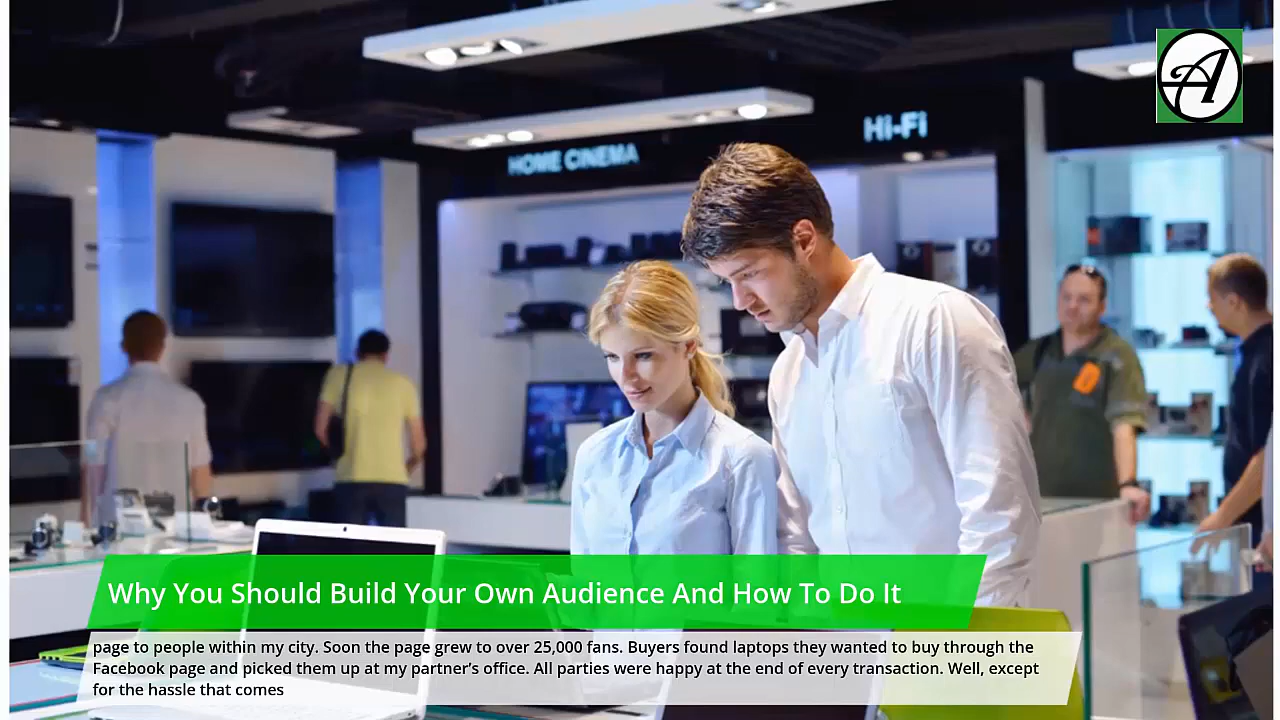 A
Hi-Fi
HOME CINEMA
Why You Should Build Your Own Audience And How To Do It
page to people within my city. Soon the page grew to over 25,000 fans. Buyers found laptops they wanted to buy through the
Facebook page and picked them up at my partner’s office. All parties were happy at the end of every transaction. Well, except
for the hassle that comes